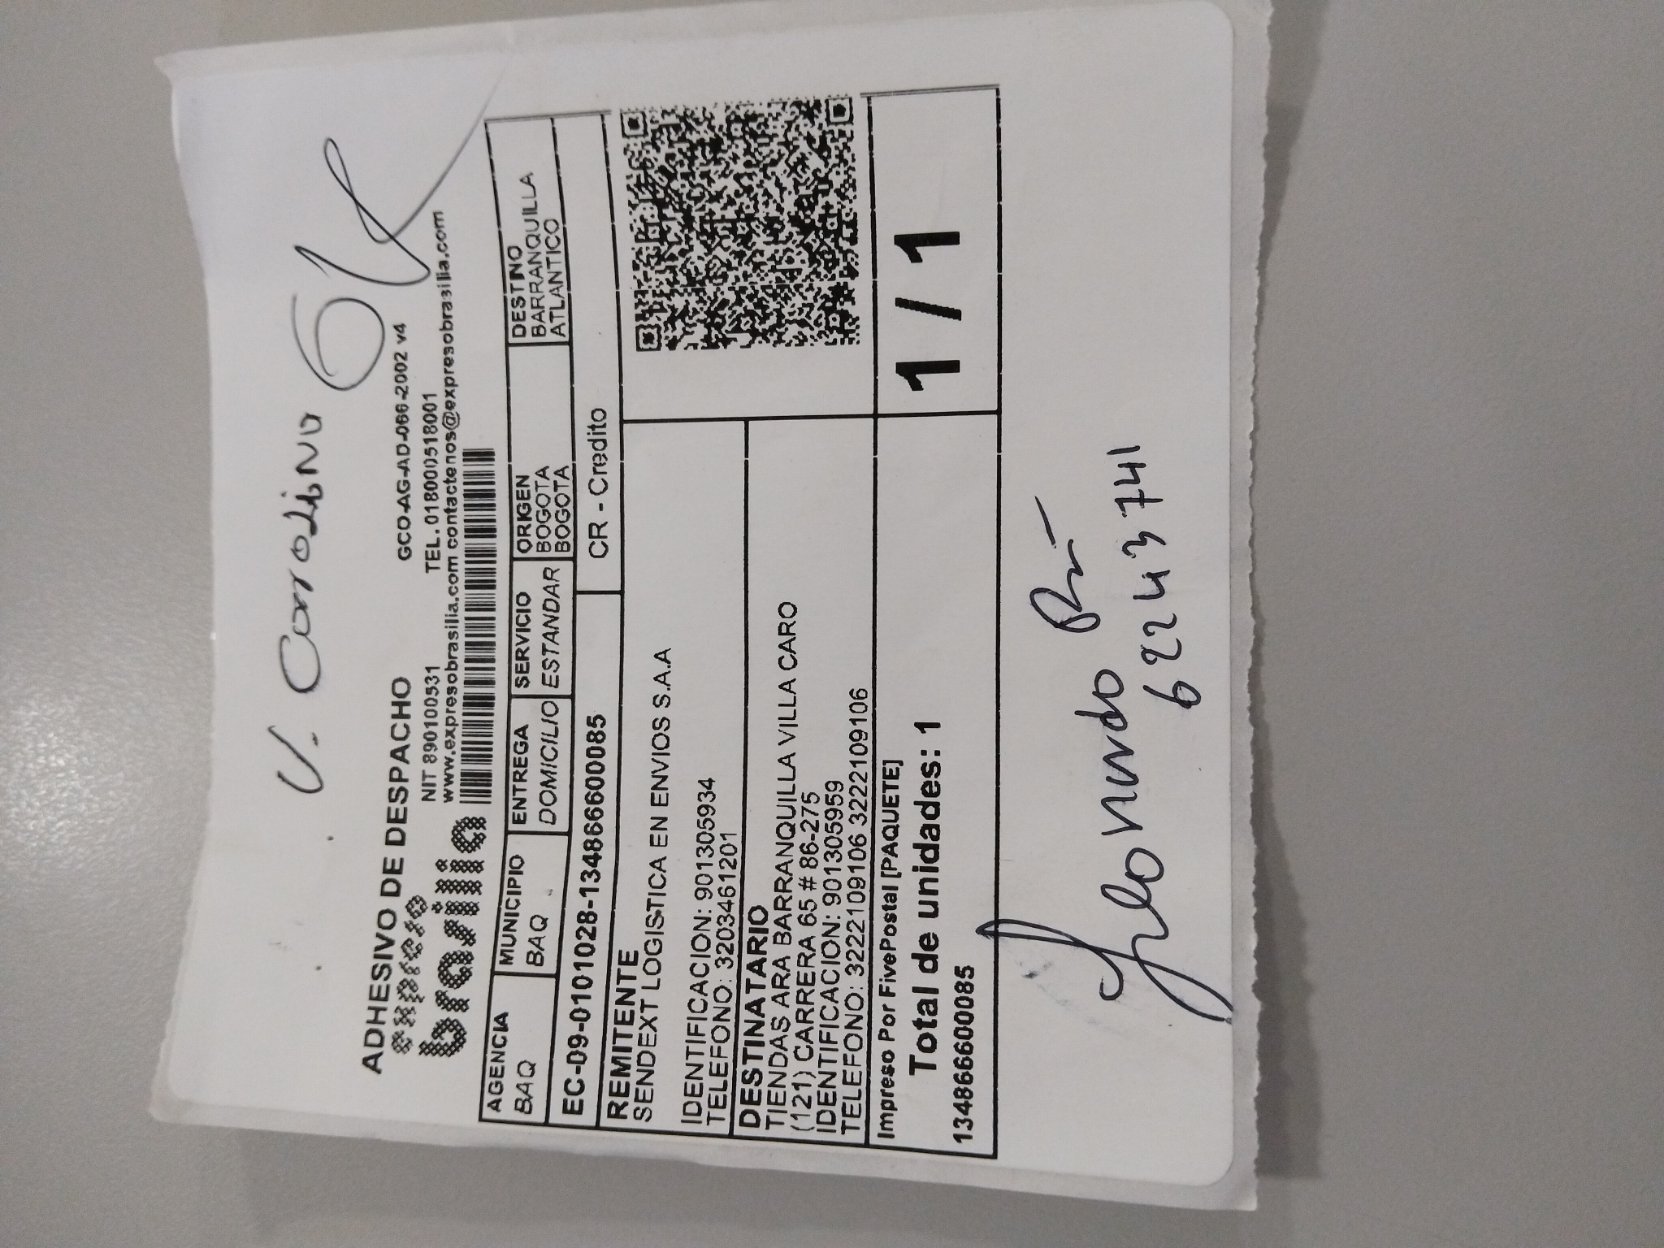 V. Carolina OK
ADHESIVO DE DESPACHO
GCO-AG-AD-066-2002 v4
expreso
brasilia
NIT 890100531 TEL. 018000518001
www.expresobrasilia.com contactenos@expresobrasilia.com
AGENCIA MUNICIPIO ENTREGA SERVICIO ORIGEN DESTINO
BAQ BAQ DOMICILIO ESTANDAR BOGOTA BARRANQUILLA
BOGOTA ATLANTICO
EC-09-0101028-134866600085 CR - Credito
REMITENTE
SENDEXT LOGISTICA EN ENVIOS S.A.A
IDENTIFICACION: 901305934
TELEFONO: 3203461201
DESTINATARIO
TIENDAS ARA BARRANQUILLA VILLA CARO
(121) CARRERA 65 # 86-275
IDENTIFICACION: 901305959
TELEFONO: 3222109106 3222109106
Impreso Por FivePostal [PAQUETE]
Total de unidades: 1 1 / 1
134866600085
62243741